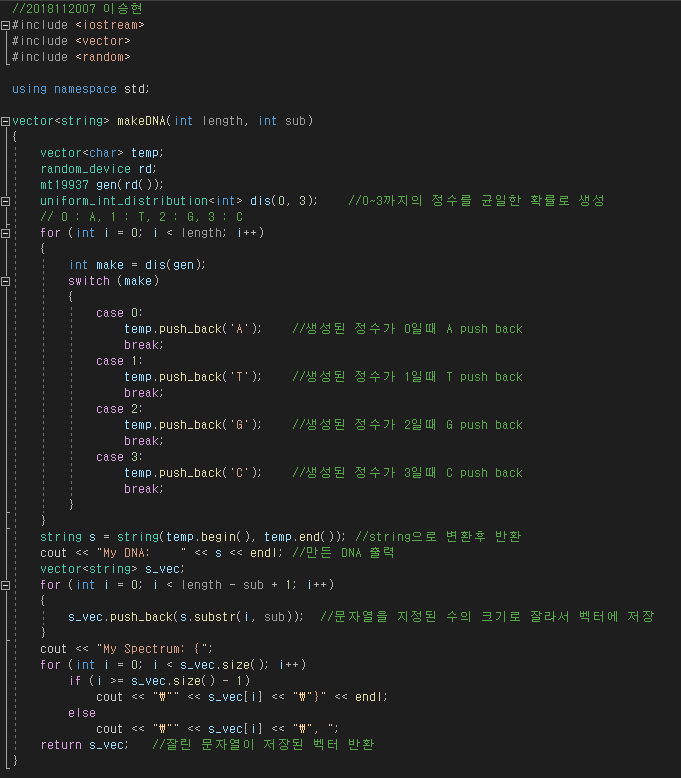 //2018112007 이승현
#include <iostream>
#include <vector>
#include <random>
using namespace std;
vector<string> makeDNA(int length, int sub)
{
vector<char> temp;
random_device rd;
mt19937 gen(rd());
uniform_int_distribution<int> dis(0, 3); //0~3까지의 정수를 균일한 확률로 생성
// 0 : A, 1 : T, 2 : G, 3 : C
for (int i = 0; i < length; i++)
{
int make = dis(gen);
switch (make)
{
case 0:
temp.push_back('A'); //생성된 정수가 0일때 A push back
break;
case 1:
temp.push_back('T'); //생성된 정수가 1일때 T push back
break;
case 2:
temp.push_back('G'); //생성된 정수가 2일때 G push back
break;
case 3:
temp.push_back('C'); //생성된 정수가 3일때 C push back
break;
}
}
string s = string(temp.begin(), temp.end()); //string으로 변환후 반환
cout << "My DNA:    " << s << endl; //만든 DNA 출력
vector<string> s_vec;
for (int i = 0; i < length - sub + 1; i++)
{
s_vec.push_back(s.substr(i, sub)); //문자열을 지정된 수의 크기로 잘라서 벡터에 저장
}
cout << "My Spectrum: {";
for (int i = 0; i < s_vec.size(); i++)
if (i >= s_vec.size() - 1)
cout << "₩"" << s_vec[i] << "₩"}" << endl;
else
cout << "₩"" << s_vec[i] << "₩", ";
return s_vec; //잘린 문자열이 저장된 벡터 반환
}